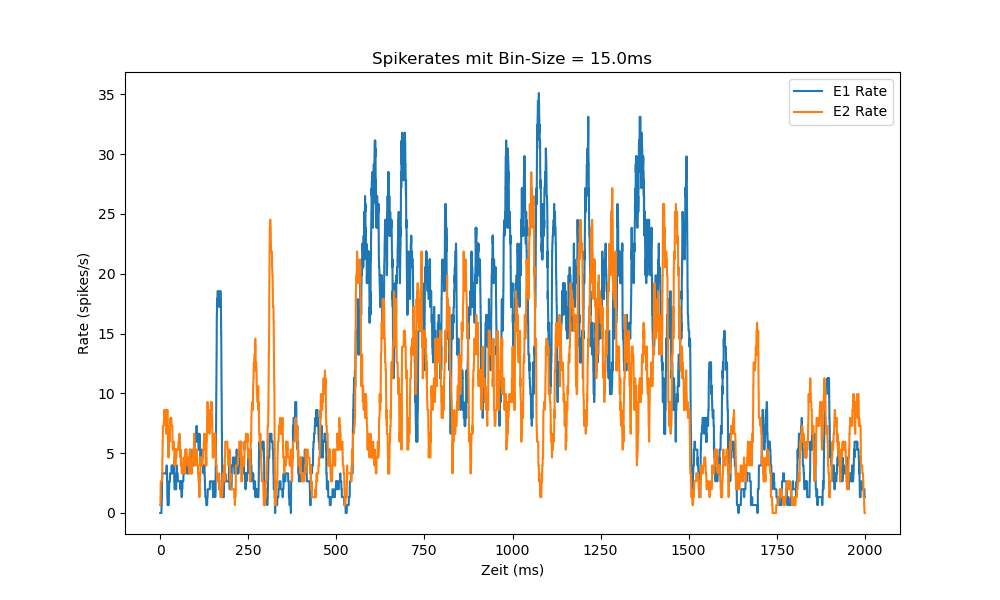 Spikerates mit Bin-Size = 15.0ms
E1 Rate
E2 Rate
Rate (spikes/s)
35
30
25
20
15
10
5
0
0 250 500 750 1000 1250 1500 1750 2000
Zeit (ms)